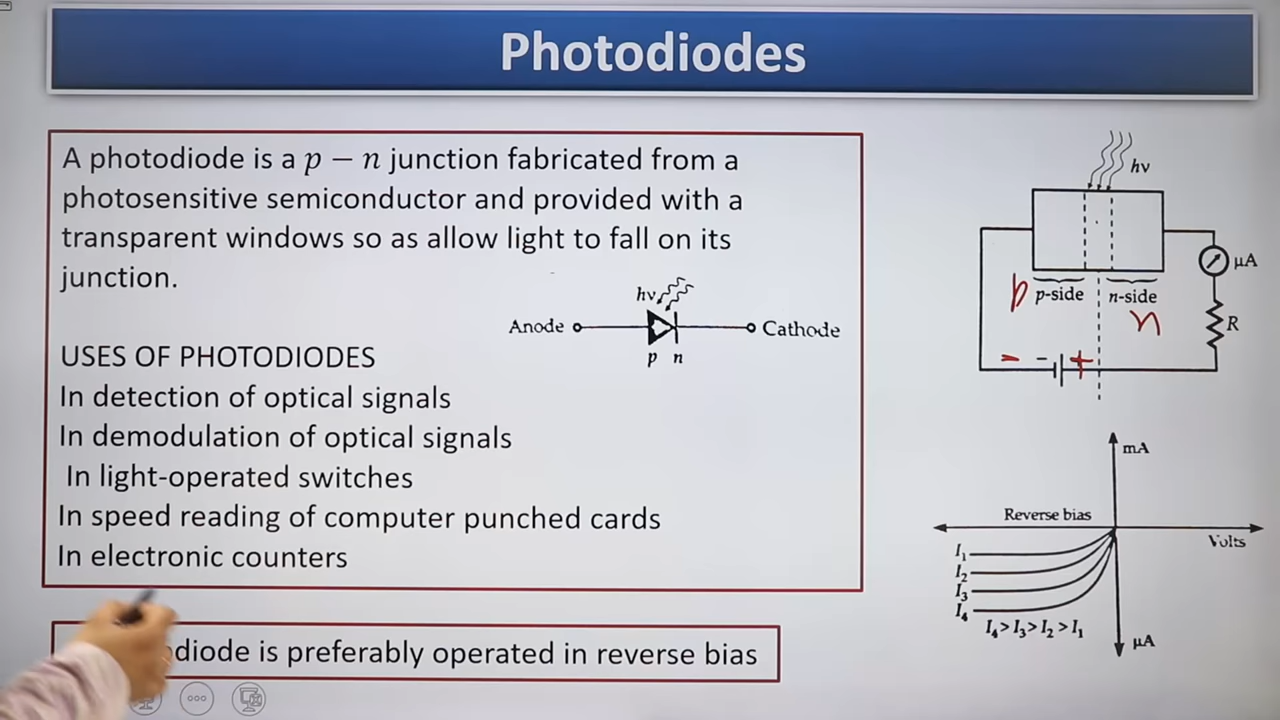 Photodiodes
A photodiode is a p − n junction fabricated from a
photosensitive semiconductor and provided with a
transparent windows so as allow light to fall on its
junction.
hν
Anode
Cathode
p n
USES OF PHOTODIODES
In detection of optical signals
In demodulation of optical signals
In light-operated switches
In speed reading of computer punched cards
In electronic counters
diode is preferably operated in reverse bias
hν
μA
p p-side n-side
n
R
− - +
mA
Reverse bias
Volts
I₁
I₂
I₃
I₄
I₄ > I₃ > I₂ > I₁
μA